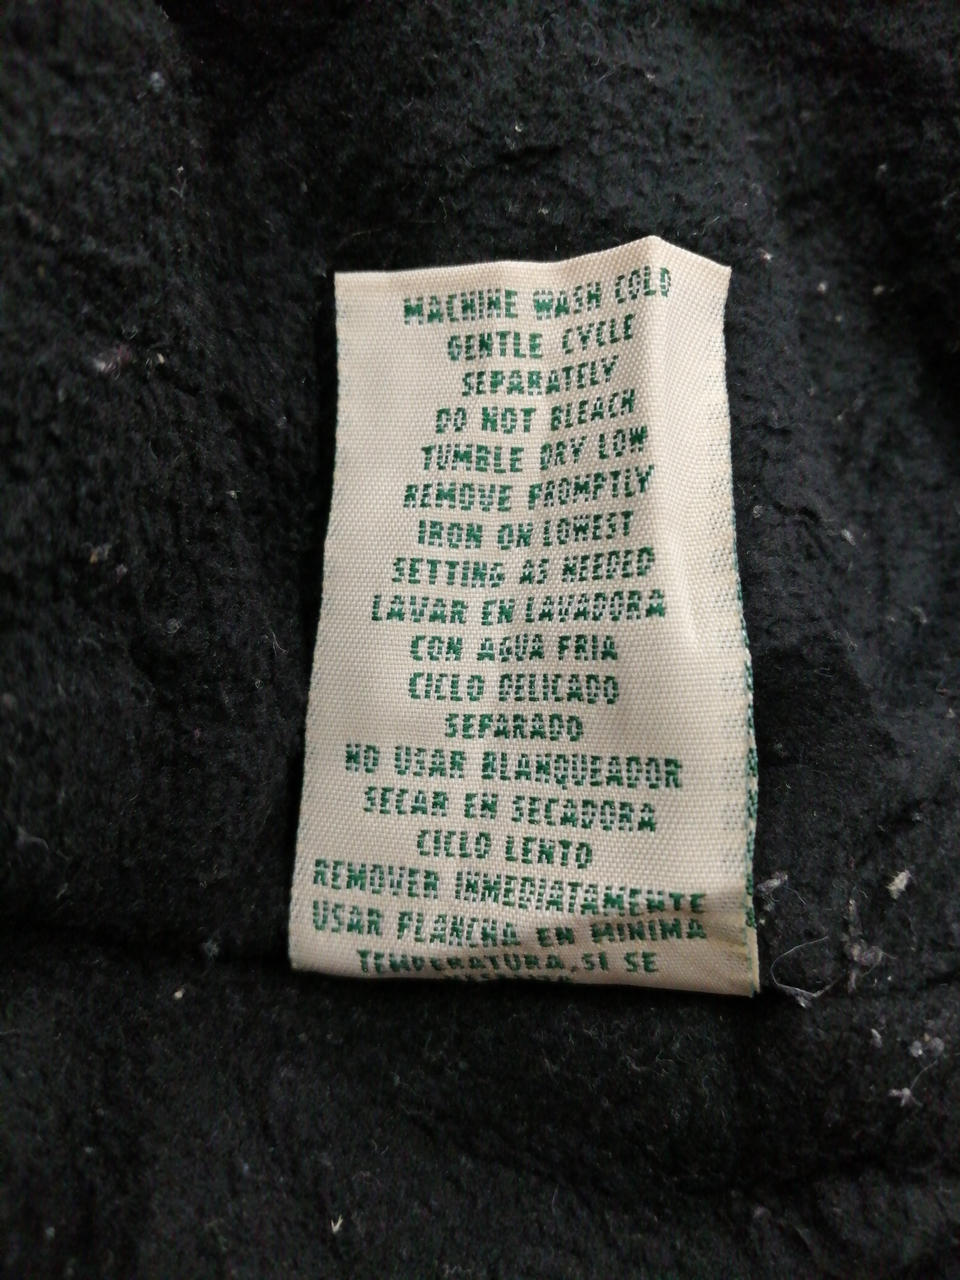 MACHINE WASH COLD
GENTLE CYCLE
SEPARATELY
DO NOT BLEACH
TUMBLE DRY LOW
REMOVE PROMPTLY
IRON ON LOWEST
SETTING AS NEEDED
LAVAR EN LAVADORA
CON AGUA FRIA
CICLO DELICADO
SEPARADO
NO USAR BLANQUEADOR
SECAR EN SECADORA
CICLO LENTO
REMOVER INMEDIATAMENTE
USAR PLANCHA EN MINIMA
TEMPERATURA, SI SE